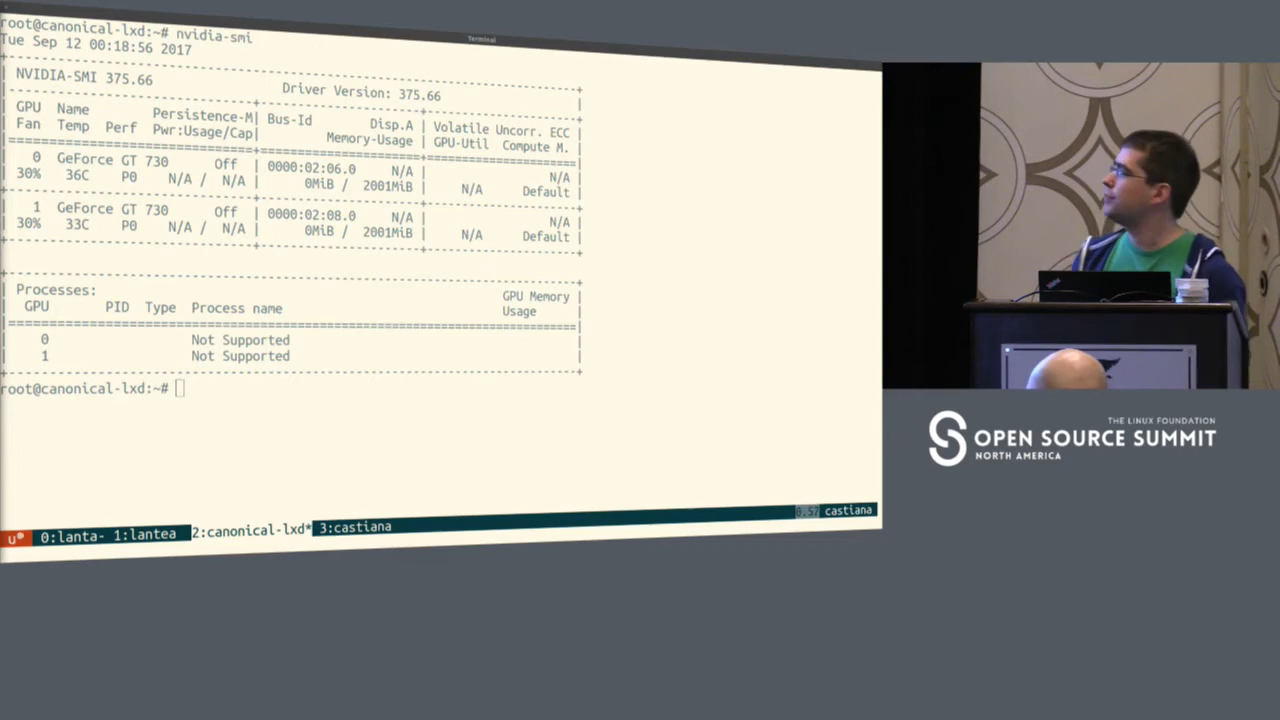 Terminal
root@canonical-lxd:~# nvidia-smi
Tue Sep 12 00:18:56 2017
NVIDIA-SMI 375.66 Driver Version: 375.66
GPU Name Persistence-M| Bus-Id Disp.A | Volatile Uncorr. ECC
Fan Temp Perf Pwr:Usage/Cap| Memory-Usage | GPU-Util Compute M.
0 GeForce GT 730 Off | 0000:02:06.0 N/A | N/A
30% 36C P0 N/A / N/A | 0MiB / 2001MiB | N/A Default
1 GeForce GT 730 Off | 0000:02:08.0 N/A | N/A
30% 33C P0 N/A / N/A | 0MiB / 2001MiB | N/A Default
Processes: GPU Memory
GPU PID Type Process name Usage
0 Not Supported
1 Not Supported
root@canonical-lxd:~#
0:lanta- 1:lantea 2:canonical-lxd* 3:castiana 0.57 castiana
THE LINUX FOUNDATION
OPEN SOURCE SUMMIT
NORTH AMERICA